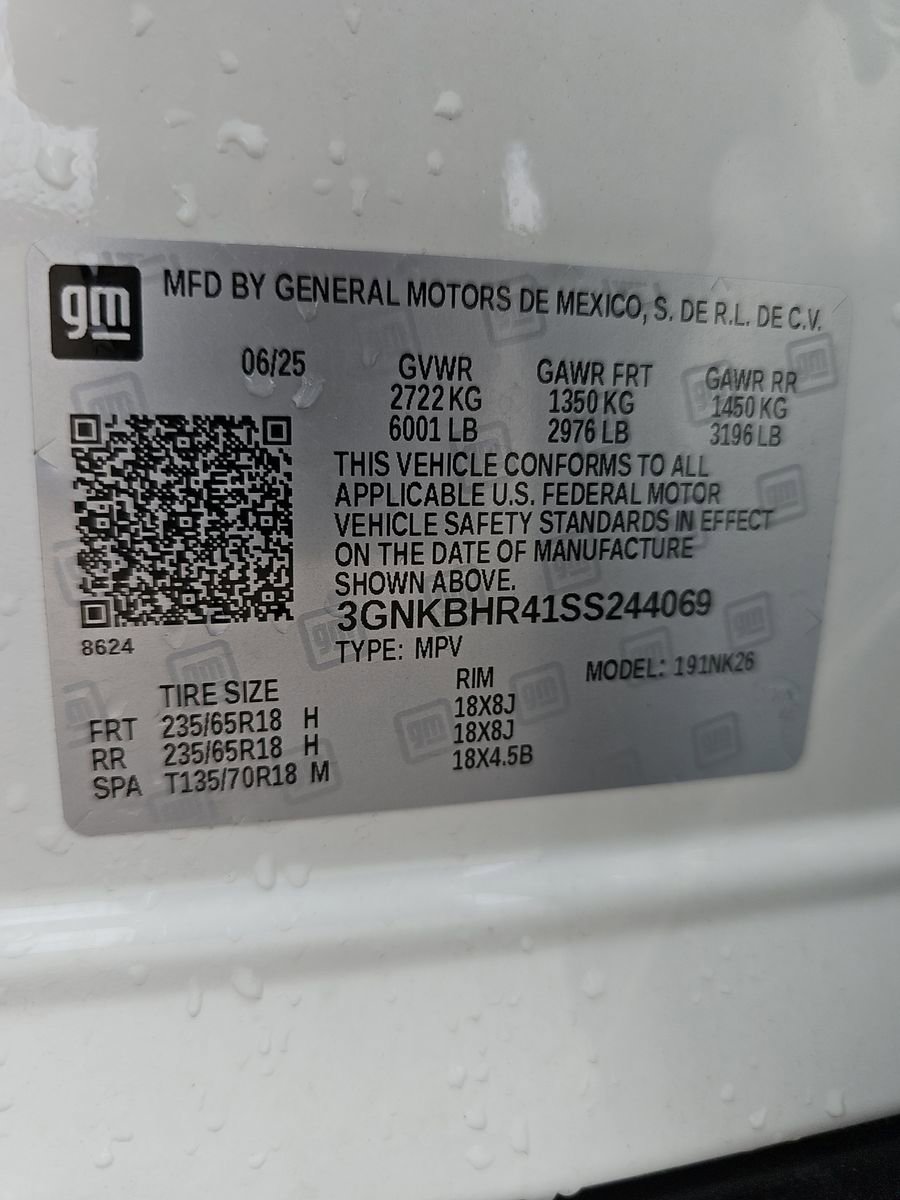 gm MFD BY GENERAL MOTORS DE MEXICO, S. DE R.L. DE C.V.
06/25 GVWR GAWR FRT GAWR RR
2722 KG 1350 KG 1450 KG
6001 LB 2976 LB 3196 LB
THIS VEHICLE CONFORMS TO ALL
APPLICABLE U.S. FEDERAL MOTOR
VEHICLE SAFETY STANDARDS IN EFFECT
ON THE DATE OF MANUFACTURE
SHOWN ABOVE.
3GNKBHR41SS244069
8624 TYPE: MPV MODEL: 191NK26
TIRE SIZE RIM
FRT 235/65R18 H 18X8J
RR 235/65R18 H 18X8J
SPA T135/70R18 M 18X4.5B